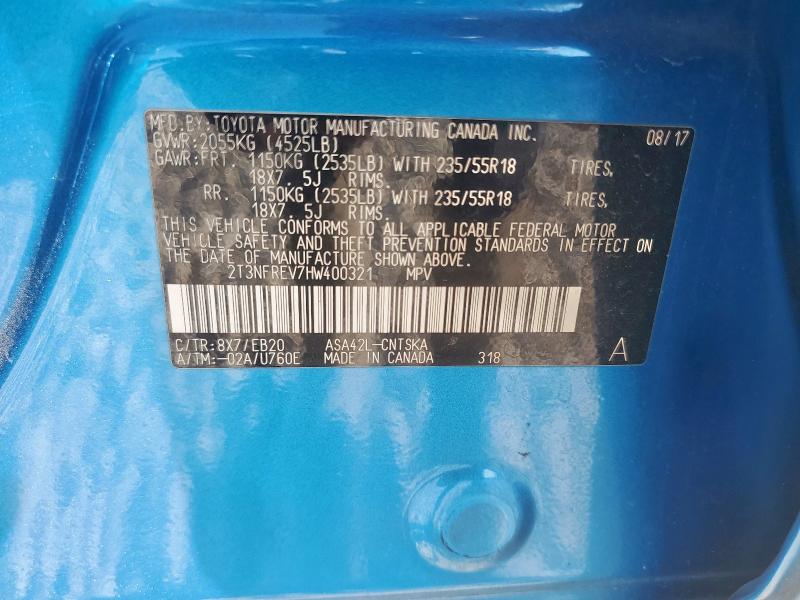 MFD.BY:TOYOTA MOTOR MANUFACTURING CANADA INC. 08/17
GVWR:2055KG (4525LB)
GAWR:FRT. 1150KG (2535LB) WITH 235/55R18 TIRES,
18X7. 5J RIMS.
RR. 1150KG (2535LB) WITH 235/55R18 TIRES,
18X7. 5J RIMS.
THIS VEHICLE CONFORMS TO ALL APPLICABLE FEDERAL MOTOR
VEHICLE SAFETY AND THEFT PREVENTION STANDARDS IN EFFECT ON
THE DATE OF MANUFACTURE SHOWN ABOVE.
2T3NFREV7HW400321 MPV
C/TR:8X7/EB20 ASA42L-CNTSKA
A/TM:-02A/U760E MADE IN CANADA 318 A